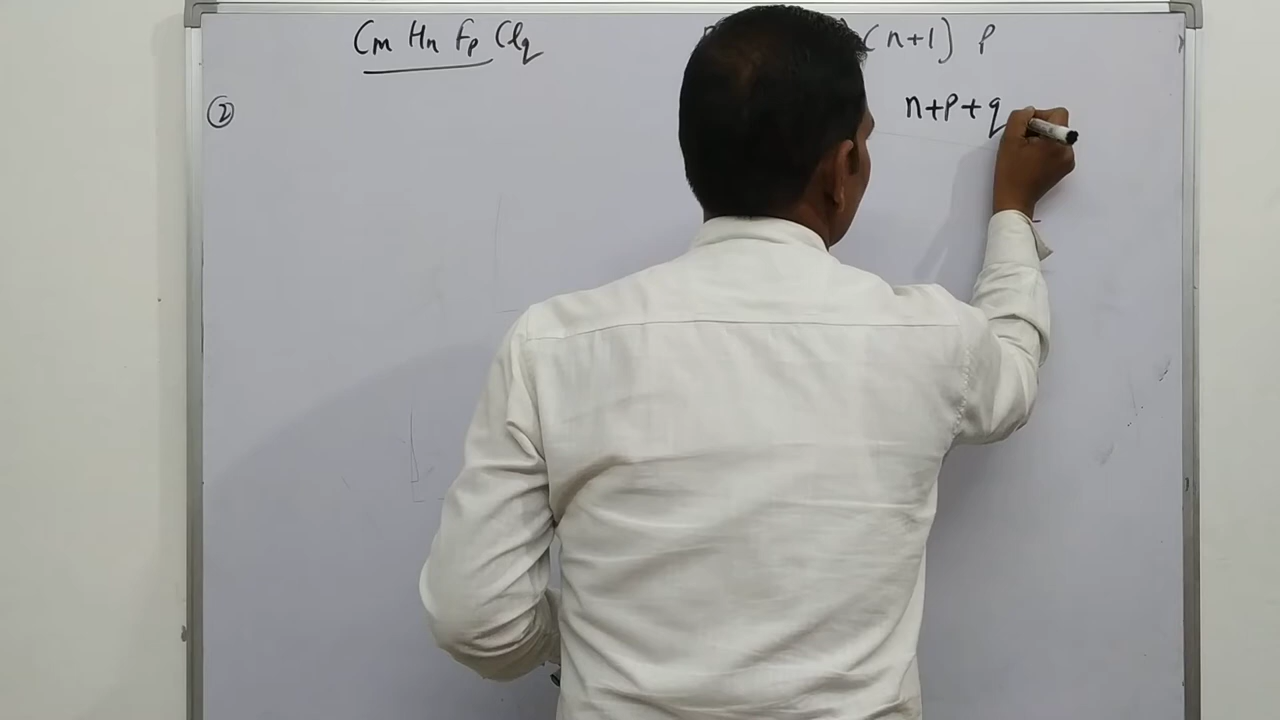 Cm Hn Fp Clq (n+1) P
② n+p+q